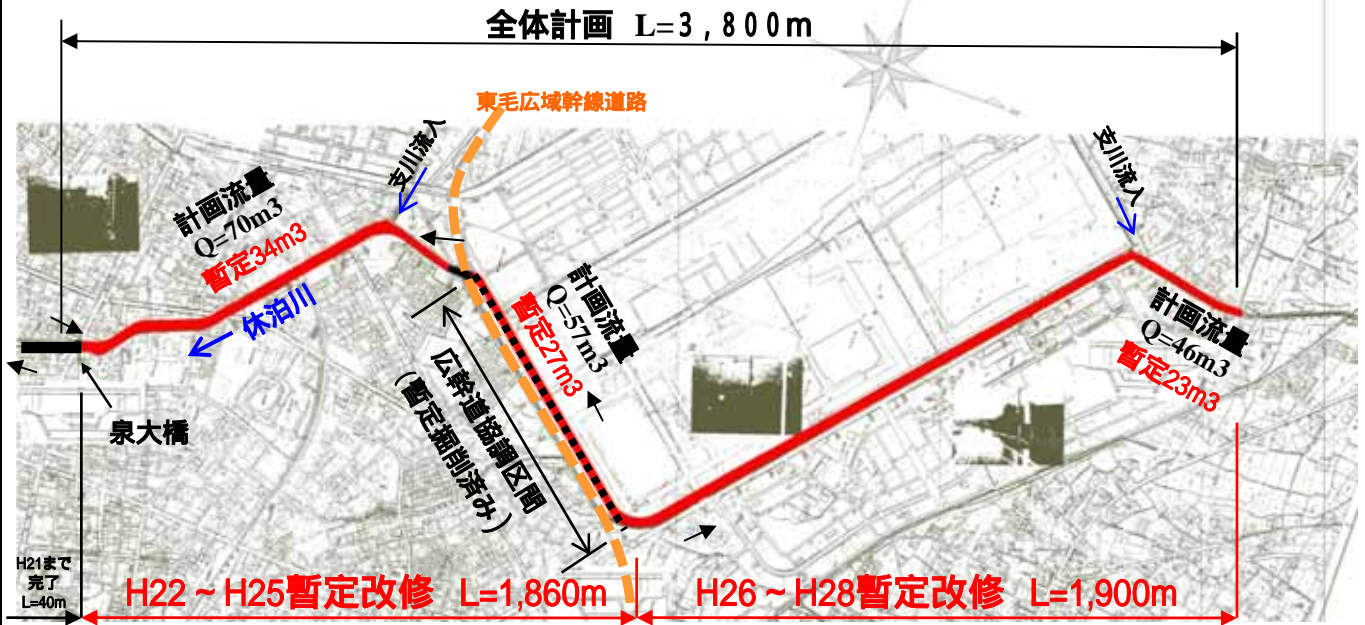 全体計画 L=3,800m
東毛広域幹線道路
支川流入
支川流入
計画流量
Q=70m3
暫定34m3
休泊川
計画流量
Q=57m3
暫定27m3
計画流量
Q=46m3
暫定23m3
広幹道協調区間
(暫定掘削済み)
泉大橋
H21まで
完了
L=40m
H22~H25暫定改修 L=1,860m
H26~H28暫定改修 L=1,900m